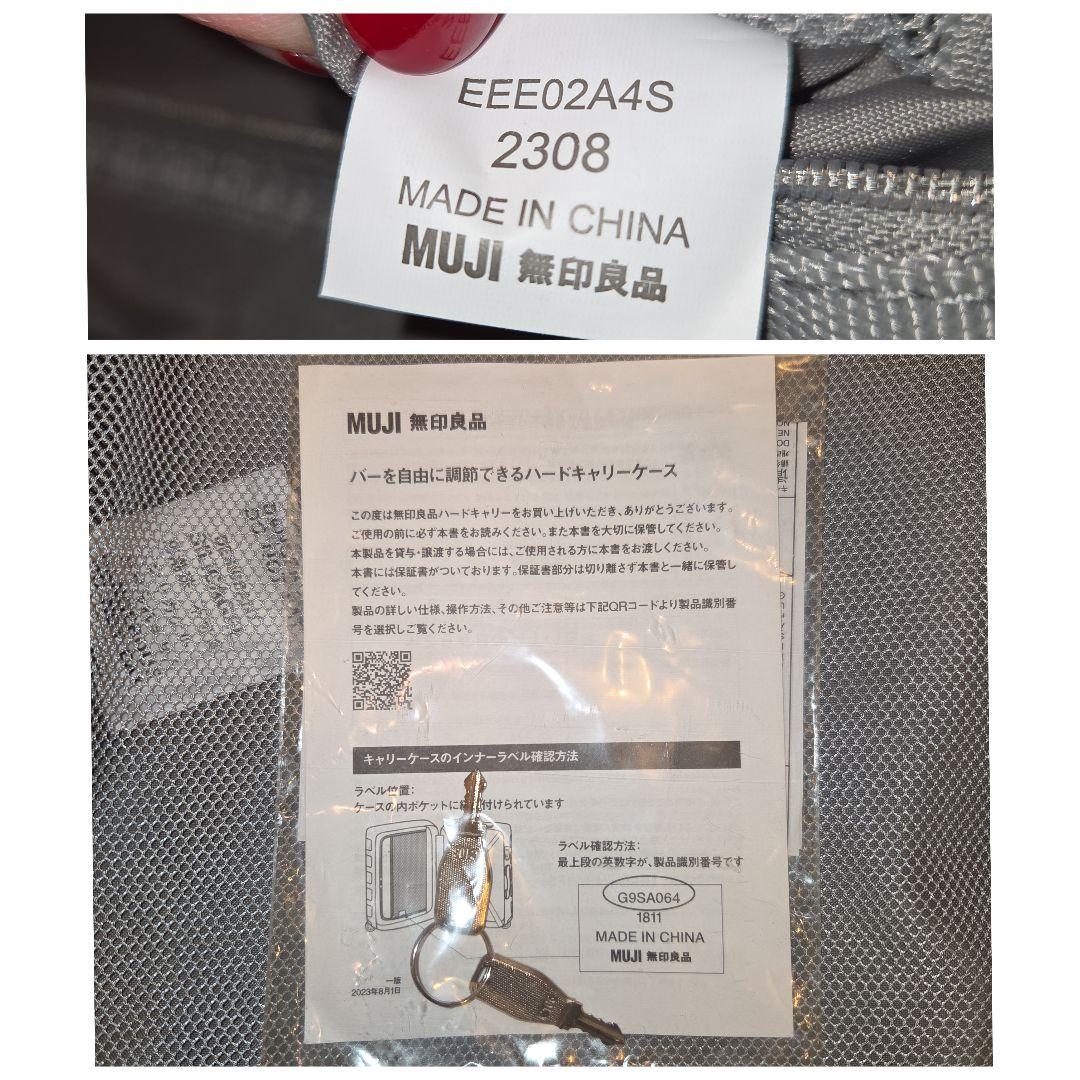 EEE02A4S
2308
MADE IN CHINA
MUJI 無印良品
MUJI 無印良品
バーを自由に調節できるハードキャリーケース
この度は無印良品ハードキャリーをお買い上げいただき、ありがとうございます。
ご使用の前に必ず本書をお読みください。また本書を大切に保管してください。
本製品を貸与・譲渡する場合には、ご使用される方に本書をお渡しください。
本書には保証書がついております。保証書部分は切り離さず本書と一緒に保管し
てください。
製品の詳しい仕様、操作方法、その他ご注意等は下記QRコードより製品識別番
号を選択しご覧ください。
キャリーケースのインナーラベル確認方法
ラベル位置:
ケースの内ポケットに 付けられています
ラベル確認方法:
最上段の英数字が、製品識別番号です
G9SA064
1811
MADE IN CHINA
MUJI 無印良品
一版
2023年8月1日